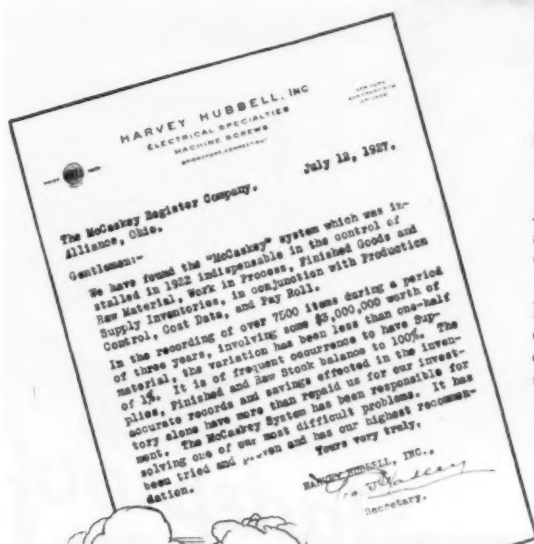 HARVEY HUBBELL, INC
ELECTRICAL SPECIALTIES
MACHINE SCREWS
BRIDGEPORT, CONNECTICUT
NEW YORK
SAN FRANCISCO
CHICAGO
July 12, 1927.
The McCaskey Register Company.
Alliance, Ohio.
Gentlemen:-
We have found the "McCaskey" system which was in-
stalled in 1922 indispensable in the control of
Raw Material, Work in Process, Finished Goods and
Supply Inventories, in conjunction with Production
Control, Cost Data, and Pay Roll.
In the recording of over 7500 items during a period
of three years, involving some $3,000,000 worth of
material, the variation has been less than one-half
of 1%. It is of frequent occurrence to have Sup-
plies, Finished and Raw Stock balance to 100%. The
accurate records and savings effected in the inven-
tory alone have more than repaid us for our invest-
ment. The McCaskey System has been responsible for
solving one of our most difficult problems. It has
been tried and proven and has our highest recommen-
dation.
Yours very truly,
HARVEY HUBBELL, INC.,
Secretary.